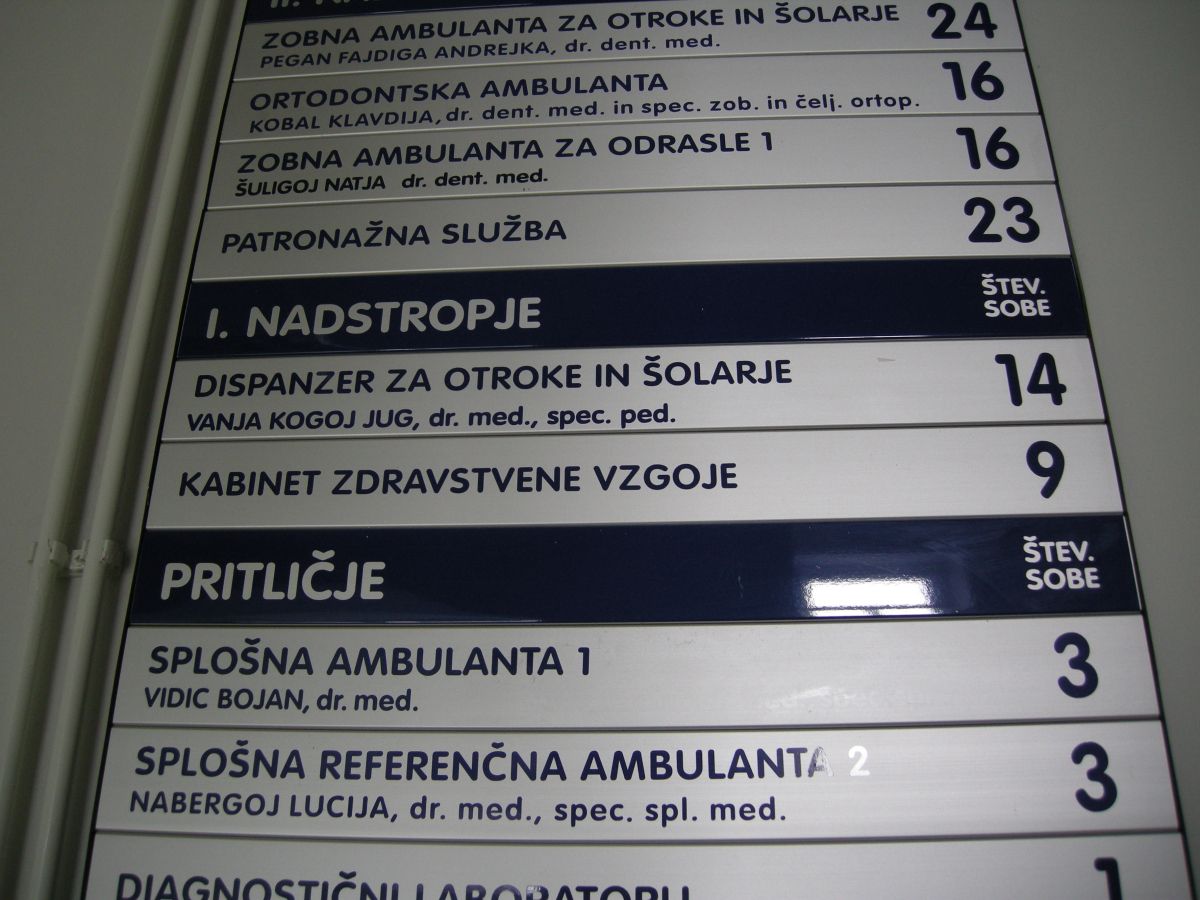 ZOBNA AMBULANTA ZA OTROKE IN ŠOLARJE 24
PEGAN FAJDIGA ANDREJKA, dr. dent. med.
ORTODONTSKA AMBULANTA 16
KOBAL KLAVDIJA, dr. dent. med. in spec. zob. in čelj. ortop.
ZOBNA AMBULANTA ZA ODRASLE 1 16
ŠULIGOJ NATJA dr. dent. med.
PATRONAŽNA SLUŽBA 23
I. NADSTROPJE ŠTEV. SOBE
DISPANZER ZA OTROKE IN ŠOLARJE 14
VANJA KOGOJ JUG, dr. med., spec. ped.
KABINET ZDRAVSTVENE VZGOJE 9
PRITLIČJE ŠTEV. SOBE
SPLOŠNA AMBULANTA 1 3
VIDIC BOJAN, dr. med.
SPLOŠNA REFERENČNA AMBULANTA 2 3
NABERGOJ LUCIJA, dr. med., spec. spl. med.
DIAGNOSTIČNI LABORATORIJ 1